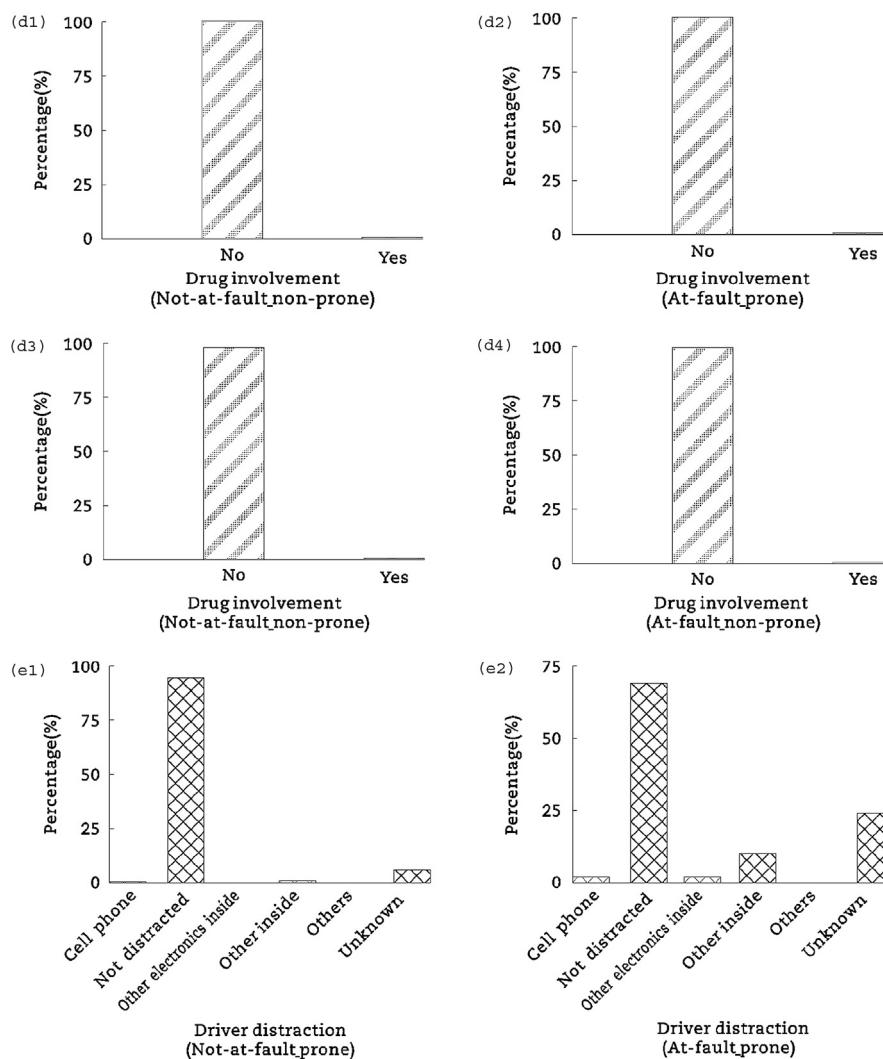 (d1)
100
75
50
25
0
Percentage(%)
No
Yes
Drug involvement
(Not-at-fault_non-prone)
(d2)
100
75
50
25
0
Percentage(%)
No
Yes
Drug involvement
(At-fault_prone)
(d3)
100
75
50
25
0
Percentage(%)
No
Yes
Drug involvement
(Not-at-fault_non-prone)
(d4)
100
75
50
25
0
Percentage(%)
No
Yes
Drug involvement
(At-fault_non-prone)
(e1)
100
75
50
25
0
Percentage(%)
Cell phone
Not distracted
Other electronics inside
Other inside
Others
Unknown
Driver distraction
(Not-at-fault_prone)
(e2)
75
50
25
0
Percentage(%)
Cell phone
Not distracted
Other electronics inside
Other inside
Others
Unknown
Driver distraction
(At-fault_prone)